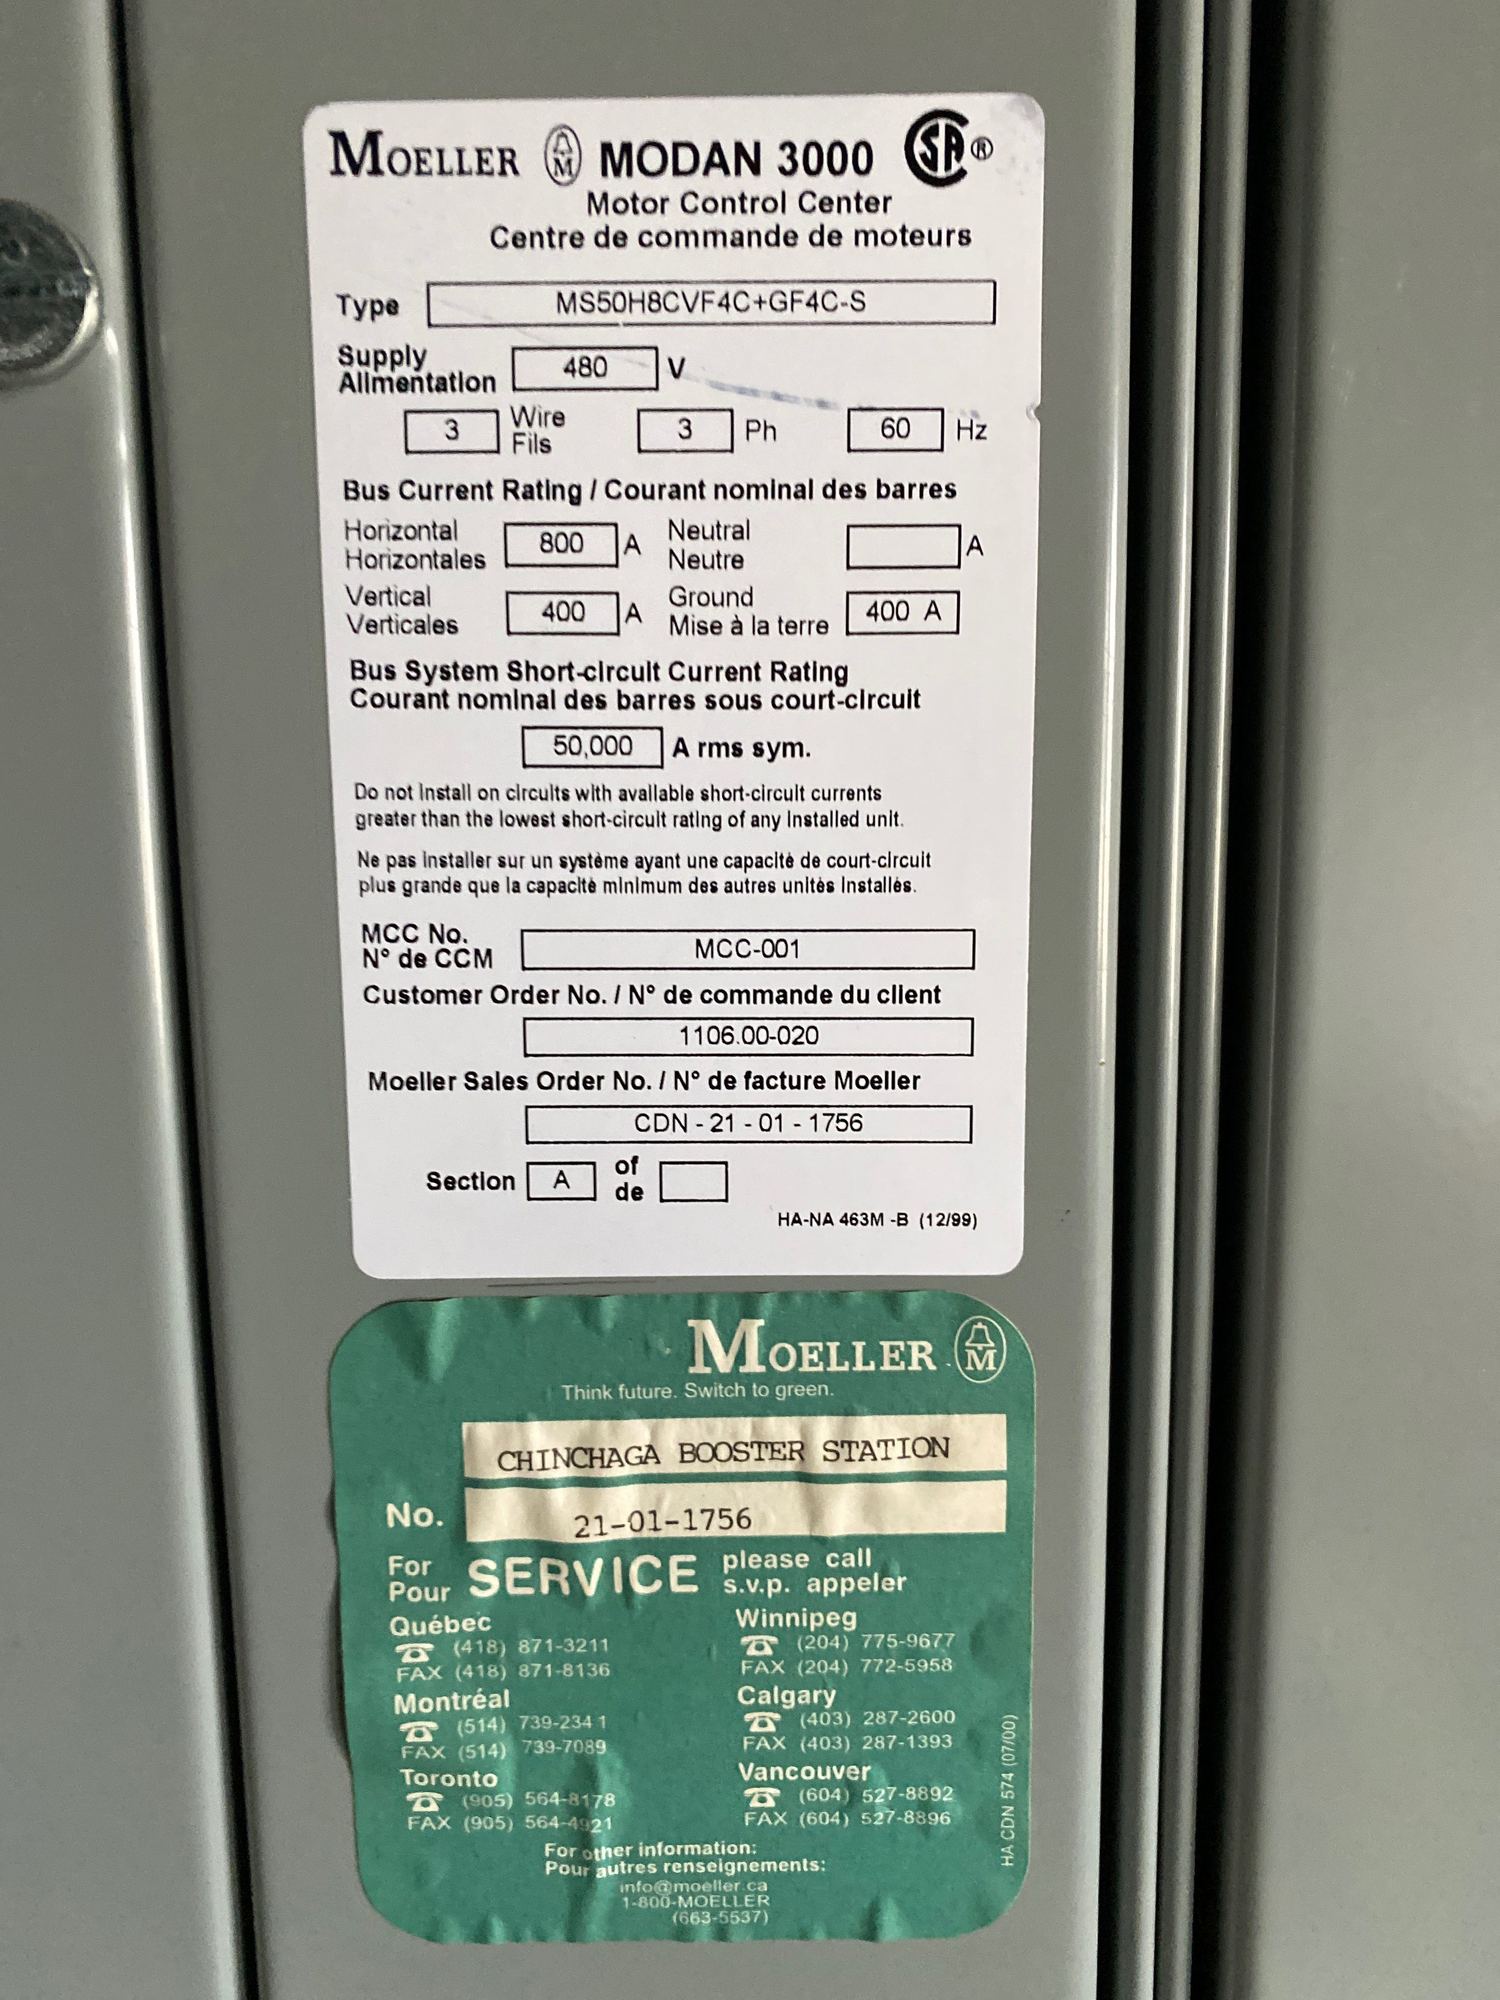 MOELLER MODAN 3000 ®
Motor Control Center
Centre de commande de moteurs
Type MS50H8CVF4C+GF4C-S
Supply
Alimentation 480 V
3 Wire
Fils 3 Ph 60 Hz
Bus Current Rating / Courant nominal des barres
Horizontal
Horizontales 800 A Neutral
Neutre A
Vertical
Verticales 400 A Ground
Mise à la terre 400 A
Bus System Short-circuit Current Rating
Courant nominal des barres sous court-circuit
50,000 A rms sym.
Do not install on circuits with available short-circuit currents
greater than the lowest short-circuit rating of any installed unit.
Ne pas installer sur un système ayant une capacité de court-circuit
plus grande que la capacité minimum des autres unités installés.
MCC No.
N° de CCM MCC-001
Customer Order No. / N° de commande du client
1106.00-020
Moeller Sales Order No. / N° de facture Moeller
CDN - 21 - 01 - 1756
Section A of
de
HA-NA 463M -B (12/99)
MOELLER
Think future. Switch to green.
CHINCHAGA BOOSTER STATION
No. 21-01-1756
For
Pour SERVICE please call
s.v.p. appeler
Québec
(418) 871-3211
FAX (418) 871-8136
Montréal
(514) 739-2341
FAX (514) 739-7089
Toronto
(905) 564-8178
FAX (905) 564-4921
Winnipeg
(204) 775-9677
FAX (204) 772-5958
Calgary
(403) 287-2600
FAX (403) 287-1393
Vancouver
(604) 527-8892
FAX (604) 527-8896
For other information:
Pour autres renseignements:
info@moeller.ca
1-800-MOELLER
(663-5537)
HA CDN 574 (07/00)